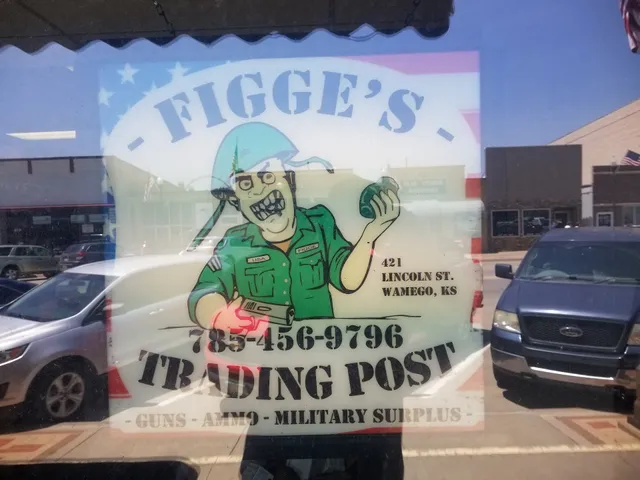 - FIGGE'S -
421
LINCOLN ST.
WAMEGO, KS
785-456-9796
TRADING POST
- GUNS - AMMO - MILITARY SURPLUS -